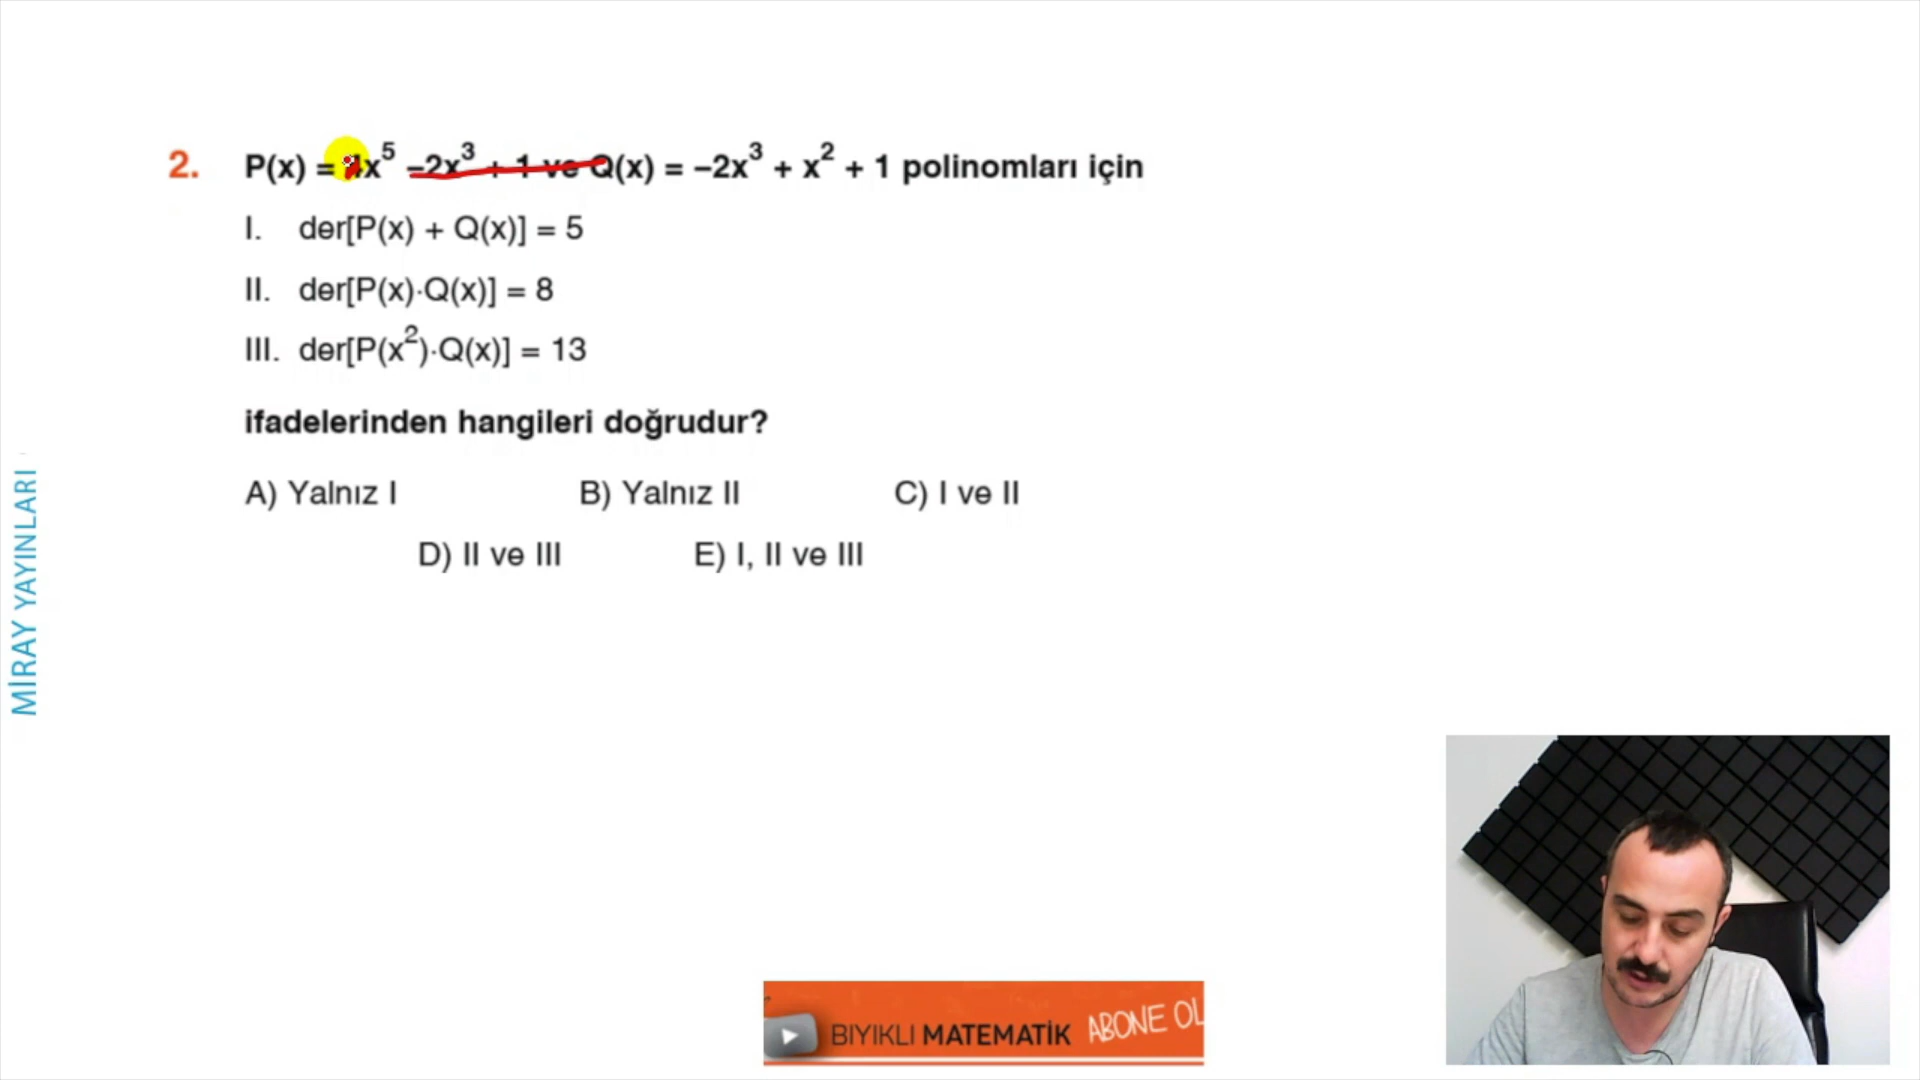 2. P(x) = 4x⁵ –2x³ + 1 ve Q(x) = –2x³ + x² + 1 polinomları için
I. der[P(x) + Q(x)] = 5
II. der[P(x)·Q(x)] = 8
III. der[P(x²)·Q(x)] = 13
ifadelerinden hangileri doğrudur?
A) Yalnız I B) Yalnız II C) I ve II
D) II ve III E) I, II ve III
MİRAY YAYINLARI
BIYIKLI MATEMATİK ABONE OL